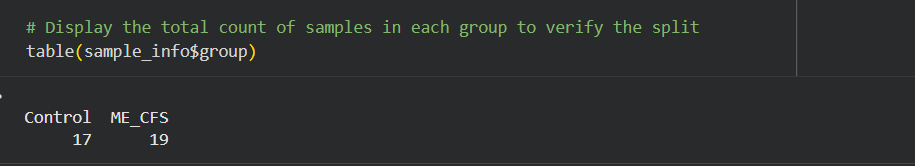 # Display the total count of samples in each group to verify the split
table(sample_info$group)
Control ME_CFS
17 19